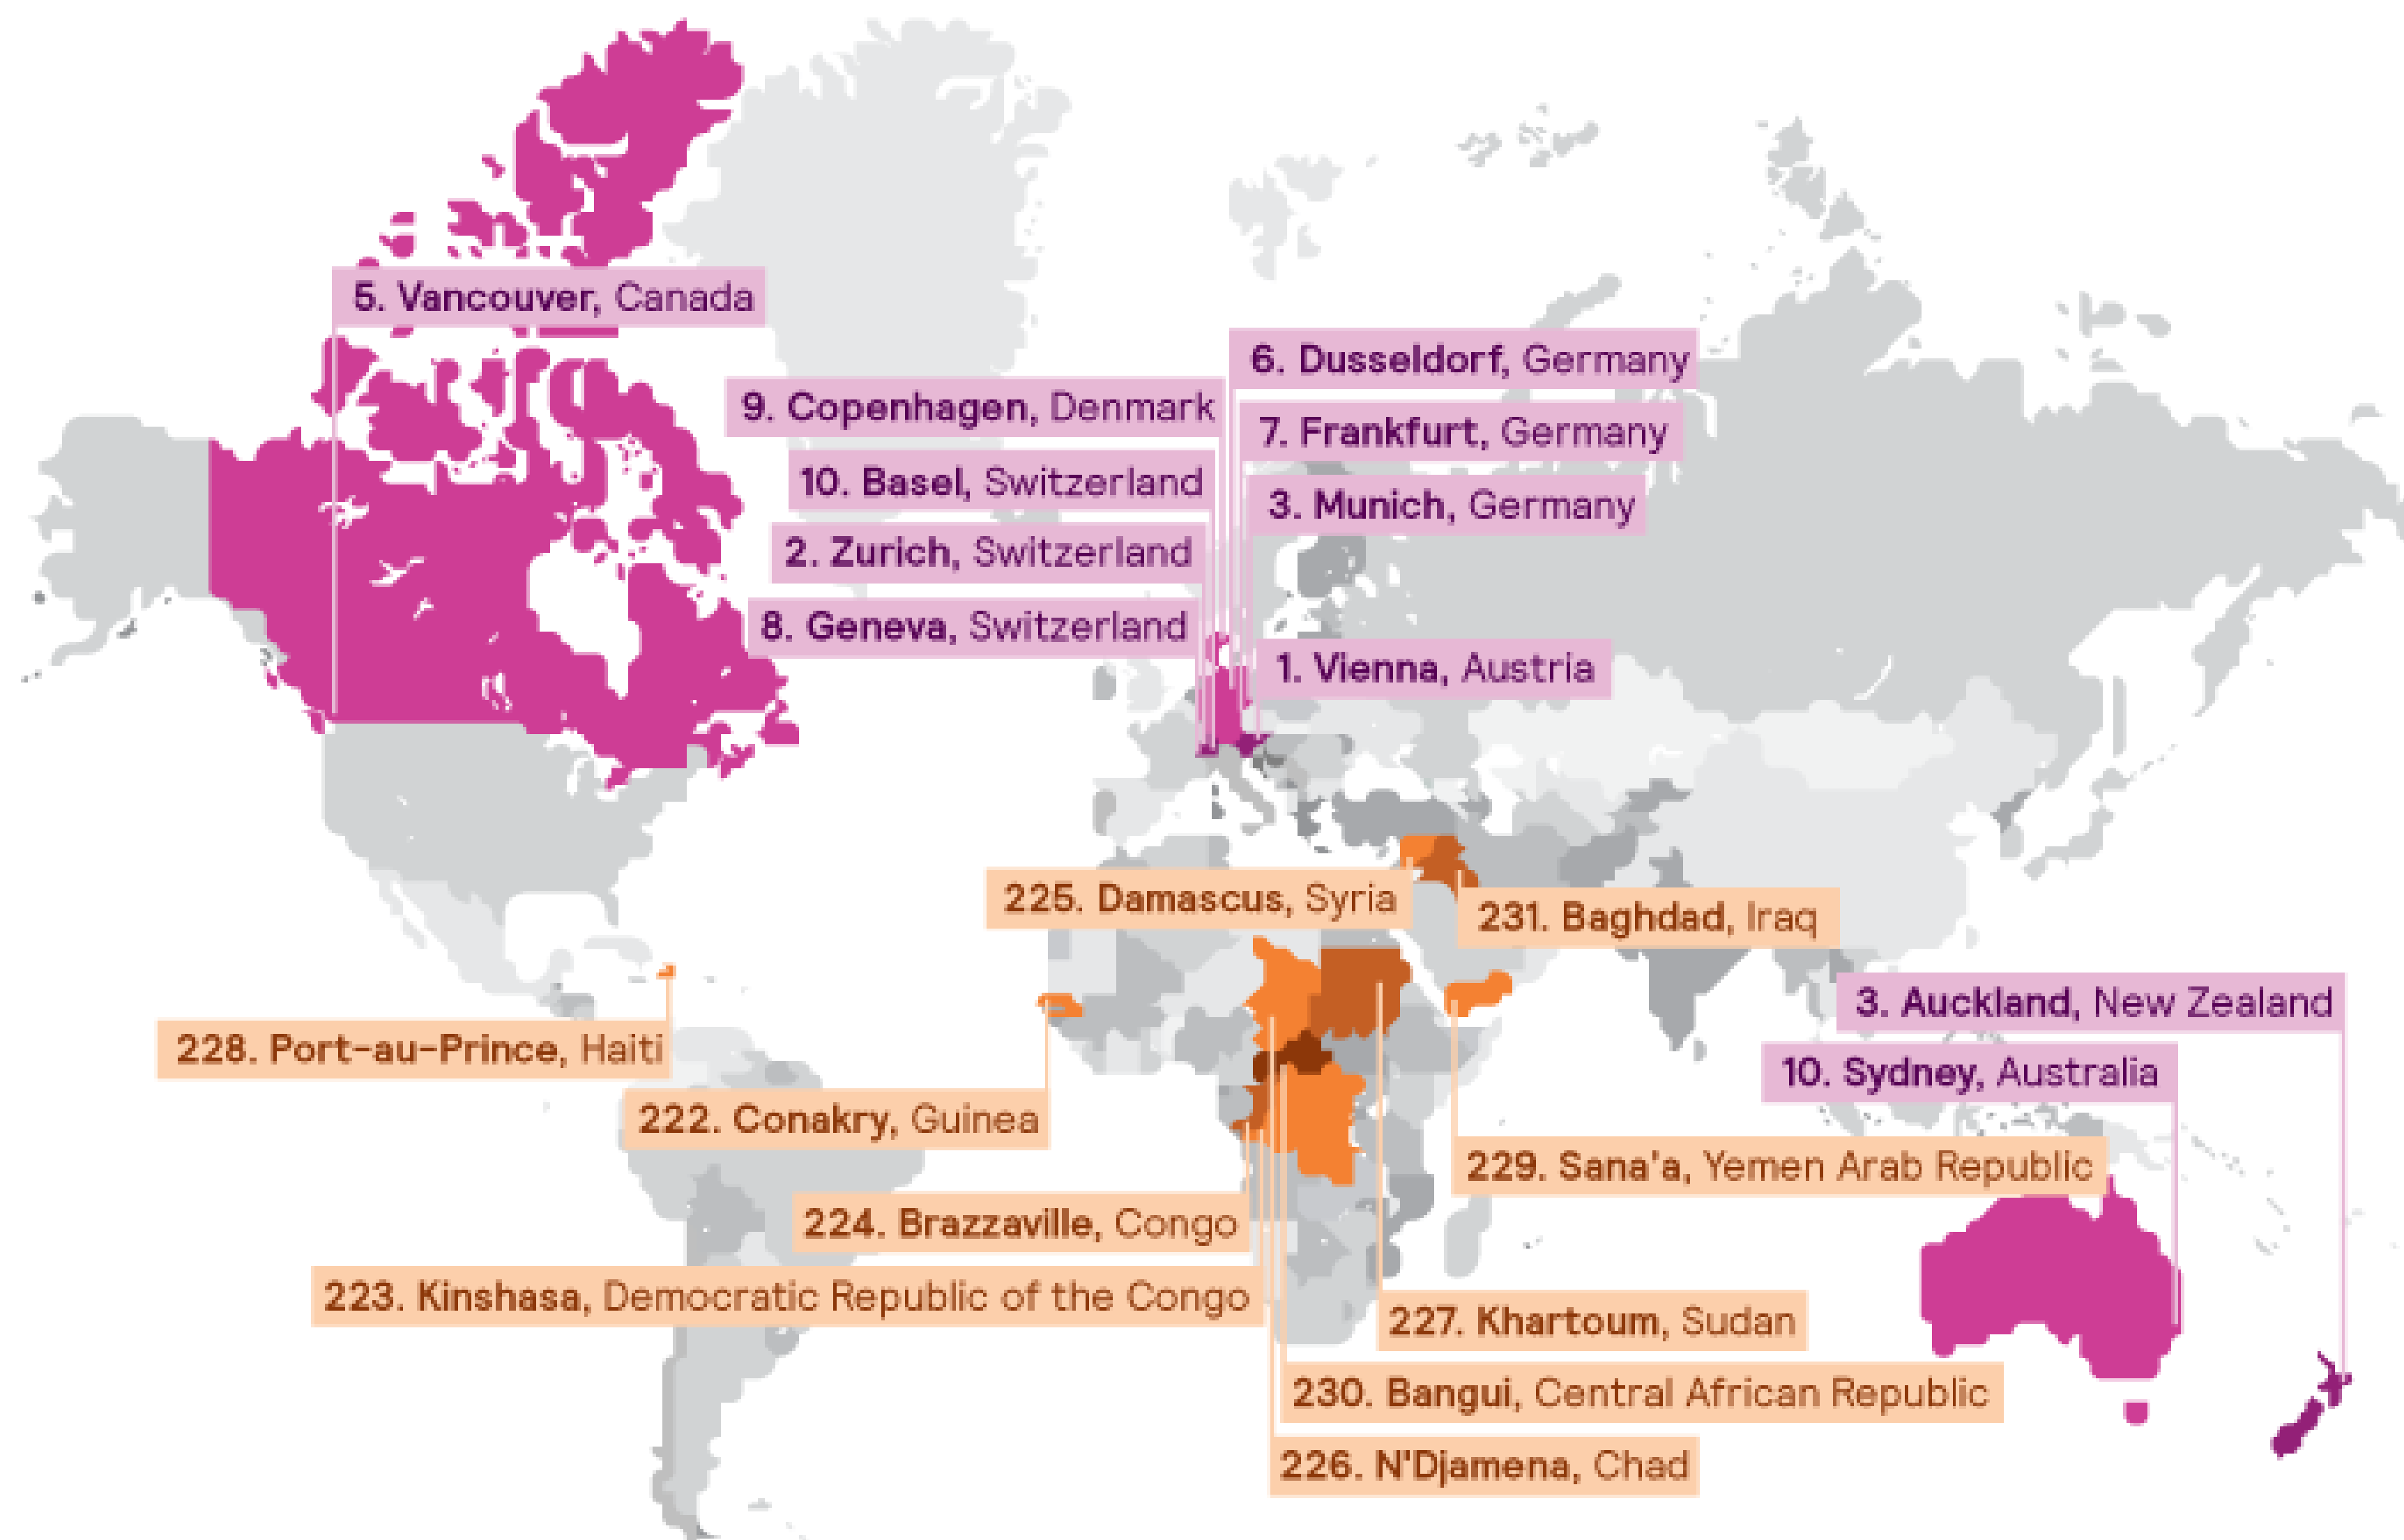 5. Vancouver, Canada
6. Dusseldorf, Germany
9. Copenhagen, Denmark
7. Frankfurt, Germany
10. Basel, Switzerland
3. Munich, Germany
2. Zurich, Switzerland
8. Geneva, Switzerland
1. Vienna, Austria
225. Damascus, Syria
231. Baghdad, Iraq
3. Auckland, New Zealand
228. Port-au-Prince, Haiti
10. Sydney, Australia
222. Conakry, Guinea
229. Sana'a, Yemen Arab Republic
224. Brazzaville, Congo
223. Kinshasa, Democratic Republic of the Congo
227. Khartoum, Sudan
230. Bangui, Central African Republic
226. N'Djamena, Chad